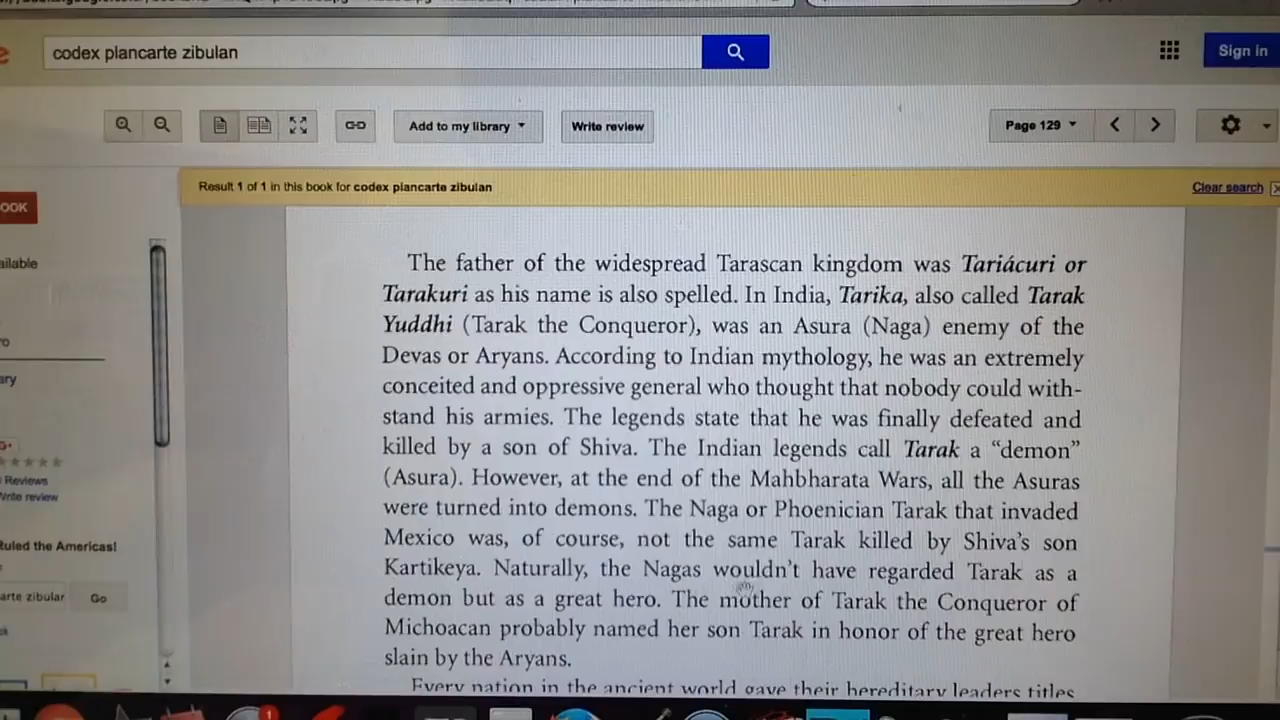 codex plancarte zibulan
Sign in
Add to my library
Write review
Page 129
Result 1 of 1 in this book for codex plancarte zibulan
Clear search
OOK
ailable
ary
Reviews
Write review
Ruled the Americas!
arte zibular
Go
The father of the widespread Tarascan kingdom was Tariácuri or
Tarakuri as his name is also spelled. In India, Tarika, also called Tarak
Yuddhi (Tarak the Conqueror), was an Asura (Naga) enemy of the
Devas or Aryans. According to Indian mythology, he was an extremely
conceited and oppressive general who thought that nobody could with-
stand his armies. The legends state that he was finally defeated and
killed by a son of Shiva. The Indian legends call Tarak a “demon”
(Asura). However, at the end of the Mahbharata Wars, all the Asuras
were turned into demons. The Naga or Phoenician Tarak that invaded
Mexico was, of course, not the same Tarak killed by Shiva’s son
Kartikeya. Naturally, the Nagas wouldn’t have regarded Tarak as a
demon but as a great hero. The mother of Tarak the Conqueror of
Michoacan probably named her son Tarak in honor of the great hero
slain by the Aryans.
Every nation in the ancient world gave their hereditary leaders titles